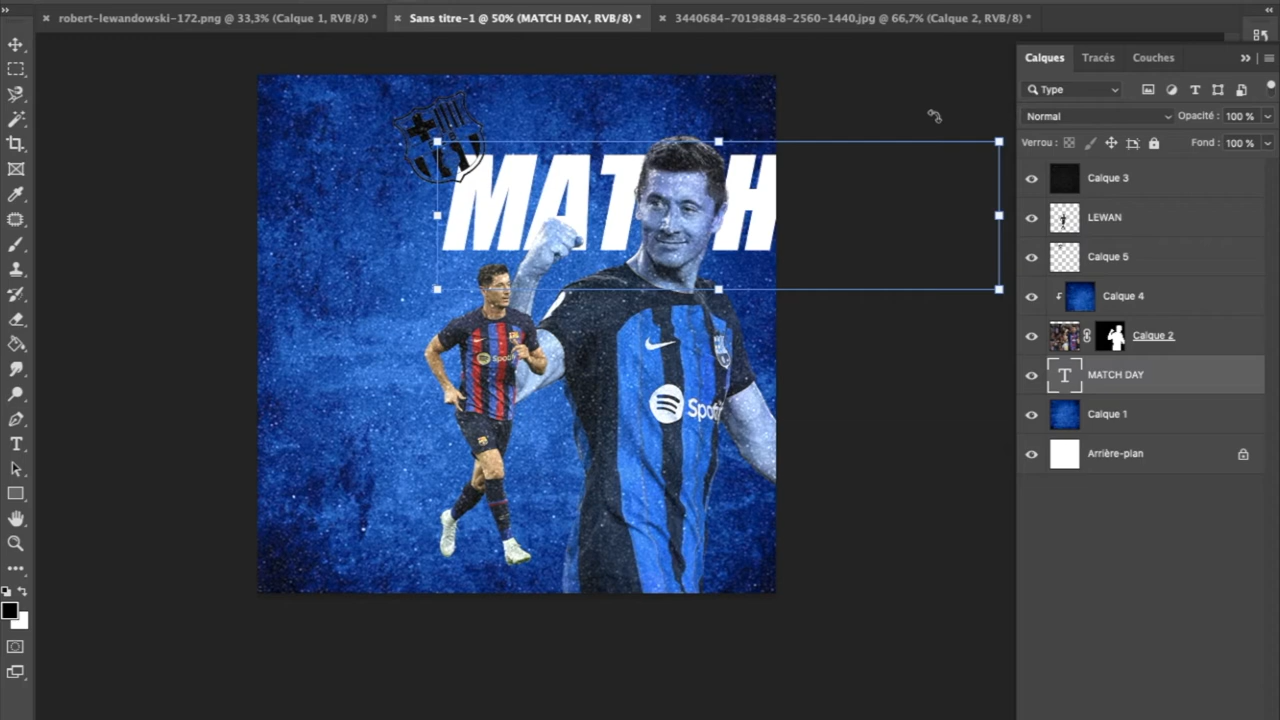 robert-lewandowski-172.png @ 33,3% (Calque 1, RVB/8) *
Sans titre-1 @ 50% (MATCH DAY, RVB/8) *
3440684-70198848-2560-1440.jpg @ 66,7% (Calque 2, RVB/8) *
Calques
Tracés
Couches
Type
Normal
Opacité : 100 %
Verrou :
Fond : 100 %
Calque 3
LEWAN
Calque 5
Calque 4
Calque 2
MATCH DAY
Calque 1
Arrière-plan
MATCH